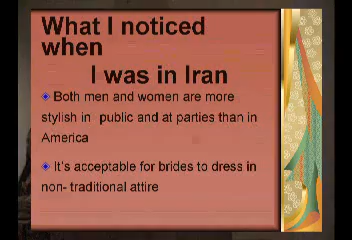 What I noticed
when
I was in Iran
Both men and women are more
stylish in public and at parties than in
America
It's acceptable for brides to dress in
non- traditional attire